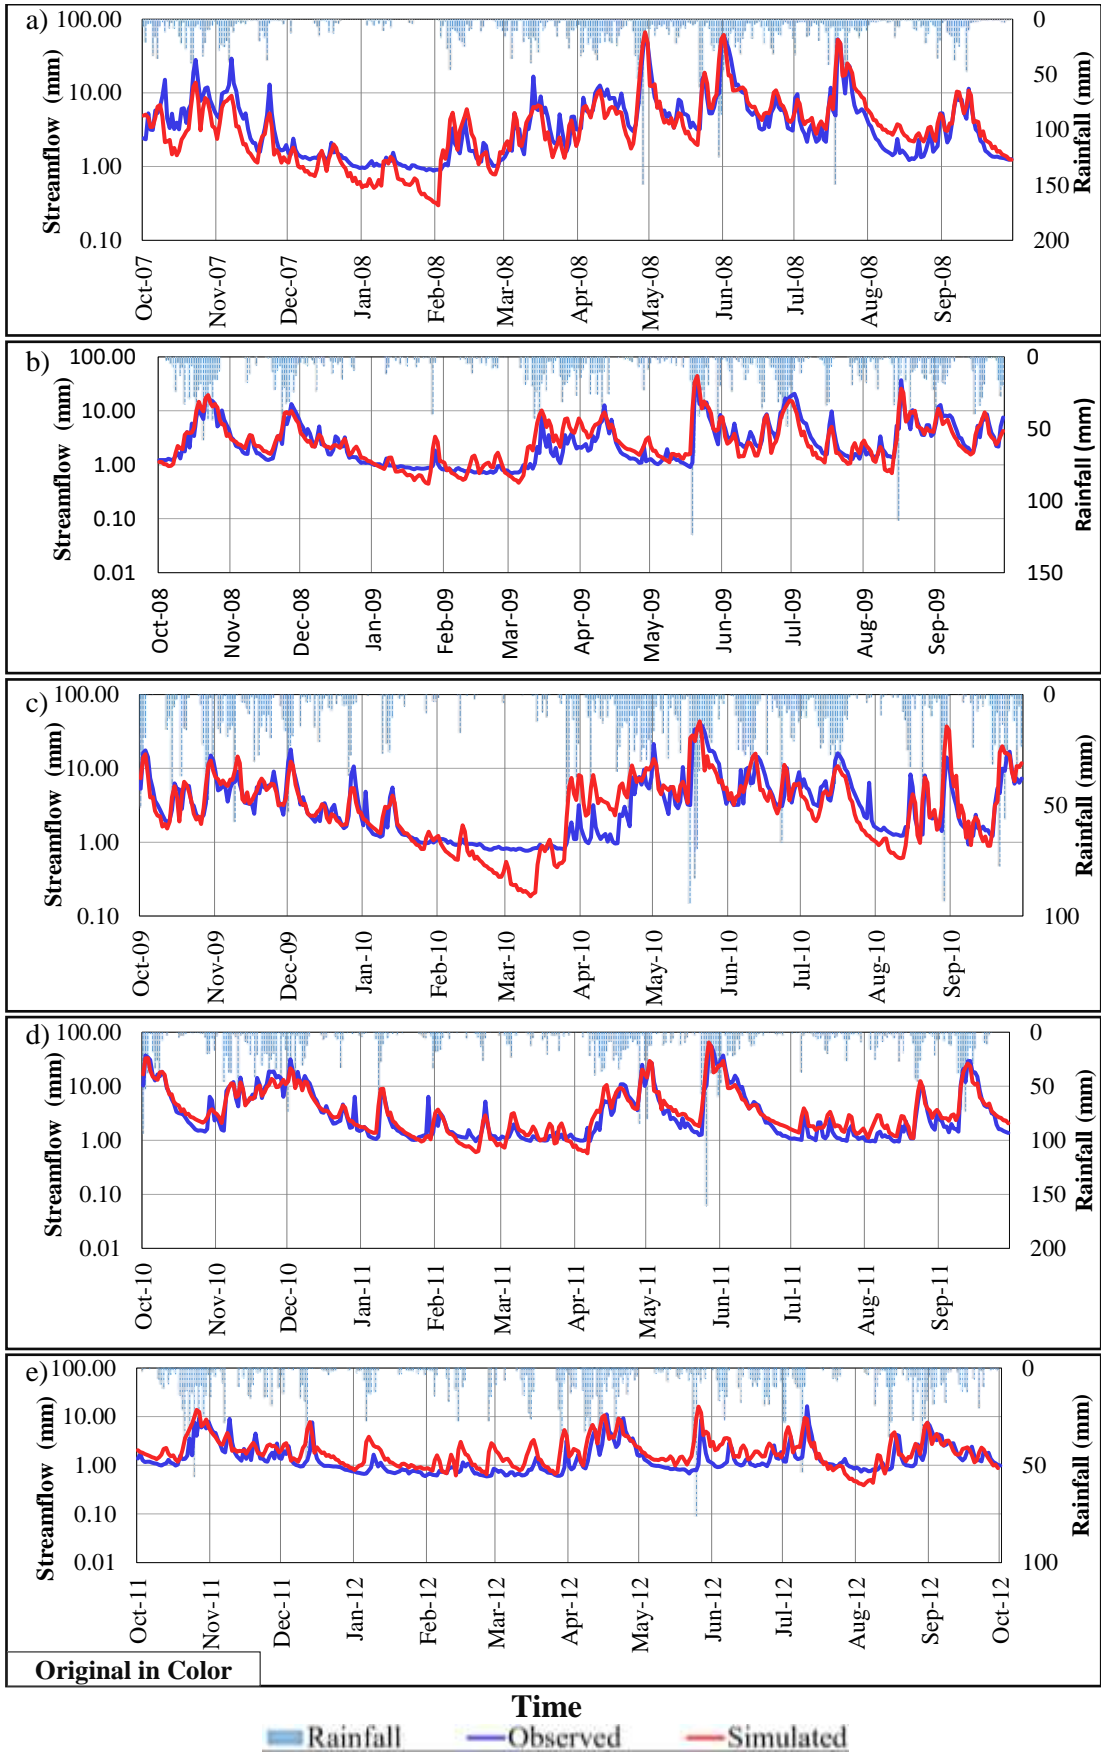 a)
Streamflow (mm)
100.00
10.00
1.00
0.10
0
50
100
150
200
Rainfall (mm)
Oct-07
Nov-07
Dec-07
Jan-08
Feb-08
Mar-08
Apr-08
May-08
Jun-08
Jul-08
Aug-08
Sep-08
b)
Streamflow (mm)
100.00
10.00
1.00
0.10
0.01
0
50
100
150
Rainfall (mm)
Oct-08
Nov-08
Dec-08
Jan-09
Feb-09
Mar-09
Apr-09
May-09
Jun-09
Jul-09
Aug-09
Sep-09
c)
Streamflow (mm)
100.00
10.00
1.00
0.10
0
50
100
Rainfall (mm)
Oct-09
Nov-09
Dec-09
Jan-10
Feb-10
Mar-10
Apr-10
May-10
Jun-10
Jul-10
Aug-10
Sep-10
d)
Streamflow (mm)
100.00
10.00
1.00
0.10
0.01
0
50
100
150
200
Rainfall (mm)
Oct-10
Nov-10
Dec-10
Jan-11
Feb-11
Mar-11
Apr-11
May-11
Jun-11
Jul-11
Aug-11
Sep-11
e)
Streamflow (mm)
100.00
10.00
1.00
0.10
0.01
0
50
100
Rainfall (mm)
Oct-11
Nov-11
Dec-11
Jan-12
Feb-12
Mar-12
Apr-12
May-12
Jun-12
Jul-12
Aug-12
Sep-12
Oct-12
Original in Color
Time
Rainfall Observed Simulated